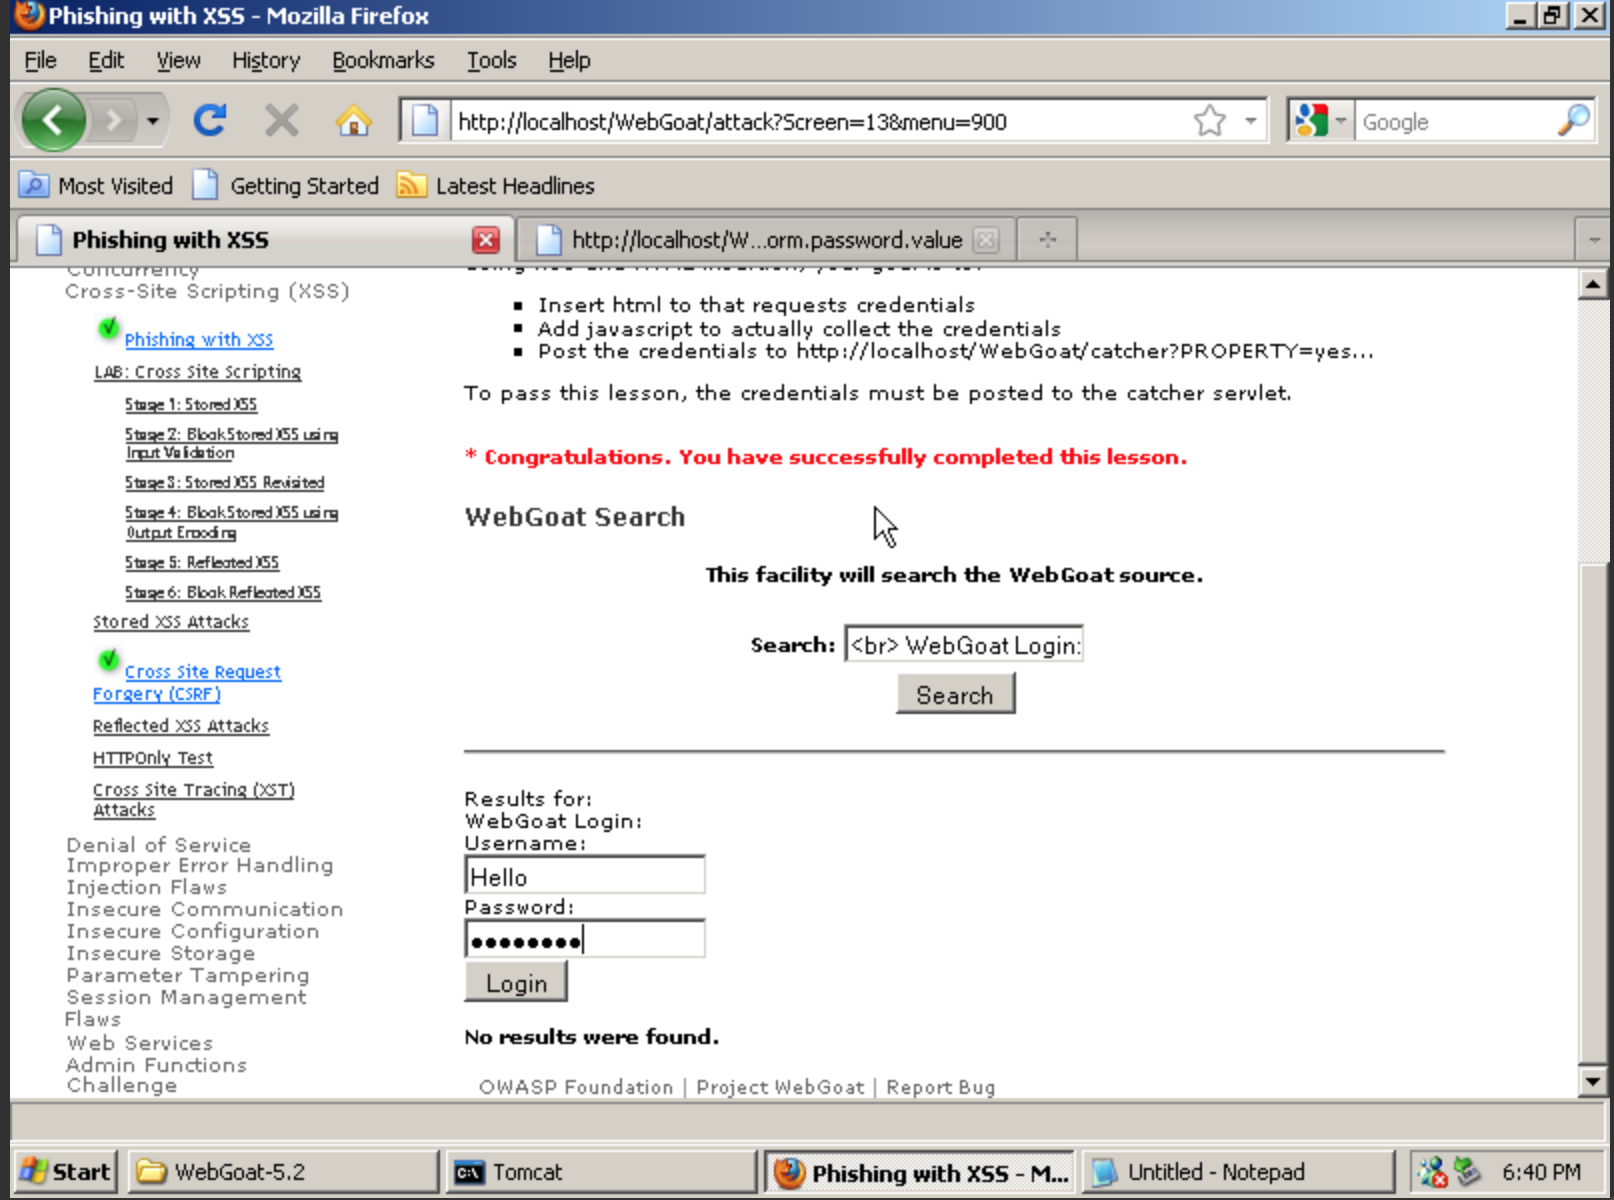 Phishing with XSS - Mozilla Firefox
File Edit View History Bookmarks Tools Help
http://localhost/WebGoat/attack?Screen=13&menu=900
Google
Most Visited Getting Started Latest Headlines
Phishing with XSS
http://localhost/W...orm.password.value
Concurrency
Cross-Site Scripting (XSS)
Phishing with XSS
LAB: Cross Site Scripting
Stage 1: Stored XSS
Stage 2: Block Stored XSS using
Input Validation
Stage 3: Stored XSS Revisited
Stage 4: Block Stored XSS using
Output Encoding
Stage 5: Reflected XSS
Stage 6: Block Reflected XSS
Stored XSS Attacks
Cross Site Request
Forgery (CSRF)
Reflected XSS Attacks
HTTPOnly Test
Cross Site Tracing (XST)
Attacks
Denial of Service
Improper Error Handling
Injection Flaws
Insecure Communication
Insecure Configuration
Insecure Storage
Parameter Tampering
Session Management
Flaws
Web Services
Admin Functions
Challenge
Insert html to that requests credentials
Add javascript to actually collect the credentials
Post the credentials to http://localhost/WebGoat/catcher?PROPERTY=yes...
To pass this lesson, the credentials must be posted to the catcher servlet.
* Congratulations. You have successfully completed this lesson.
WebGoat Search
This facility will search the WebGoat source.
Search: <br> WebGoat Login:
Search
Results for:
WebGoat Login:
Username:
Hello
Password:
••••••••
Login
No results were found.
OWASP Foundation | Project WebGoat | Report Bug
Start WebGoat-5.2 Tomcat Phishing with XSS - M... Untitled - Notepad 6:40 PM